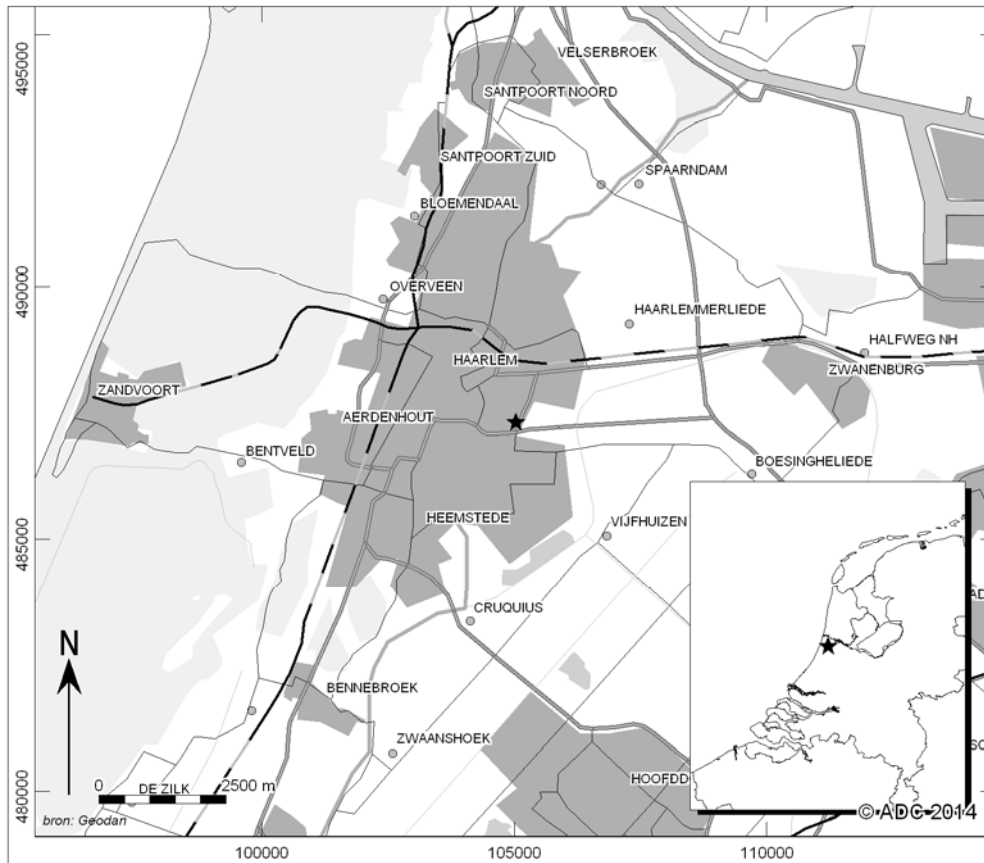 VELSERBROEK
SANTPOORT NOORD
SANTPOORT ZUID
SPAARNDAM
BLOEMENDAAL
OVERVEEN
HAARLEMMERLIEDE
HALFWEG NH
HAARLEM
ZWANENBURG
ZANDVOORT
AERDENHOUT
BENTVELD
BOESINGHELIEDE
HEEMSTEDE
VIJFHUIZEN
CRUQUIUS
BENNEBROEK
ZWAANSHOEK
HOOFDD
N
0 DE ZILK 2500 m
bron: Geodan
© ADC 2014
495000
490000
485000
480000
100000 105000 110000